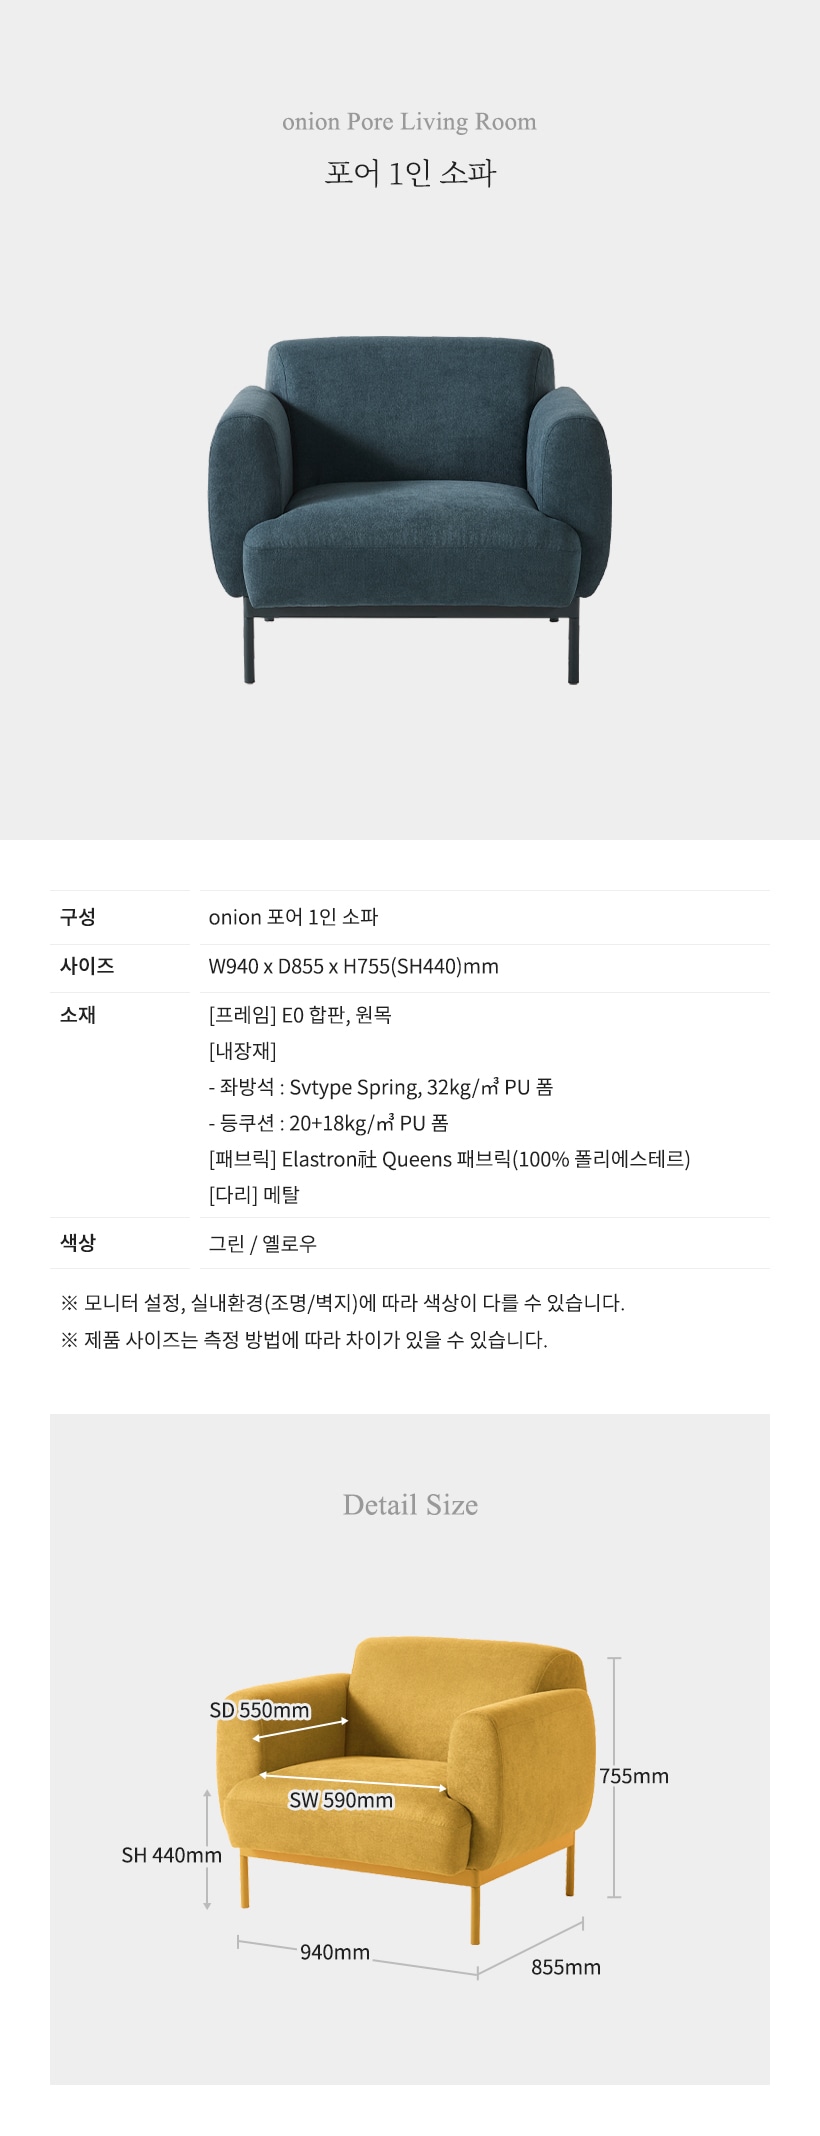 onion Pore Living Room
포어 1인 소파
구성 onion 포어 1인 소파
사이즈 W940 x D855 x H755(SH440)mm
소재 [프레임] E0 합판, 원목
[내장재]
- 좌방석 : Svtype Spring, 32kg/㎥ PU 폼
- 등쿠션 : 20+18kg/㎥ PU 폼
[패브릭] Elastron社 Queens 패브릭(100% 폴리에스테르)
[다리] 메탈
색상 그린 / 옐로우
※ 모니터 설정, 실내환경(조명/벽지)에 따라 색상이 다를 수 있습니다.
※ 제품 사이즈는 측정 방법에 따라 차이가 있을 수 있습니다.
Detail Size
SD 550mm
755mm
SW 590mm
SH 440mm
940mm
855mm